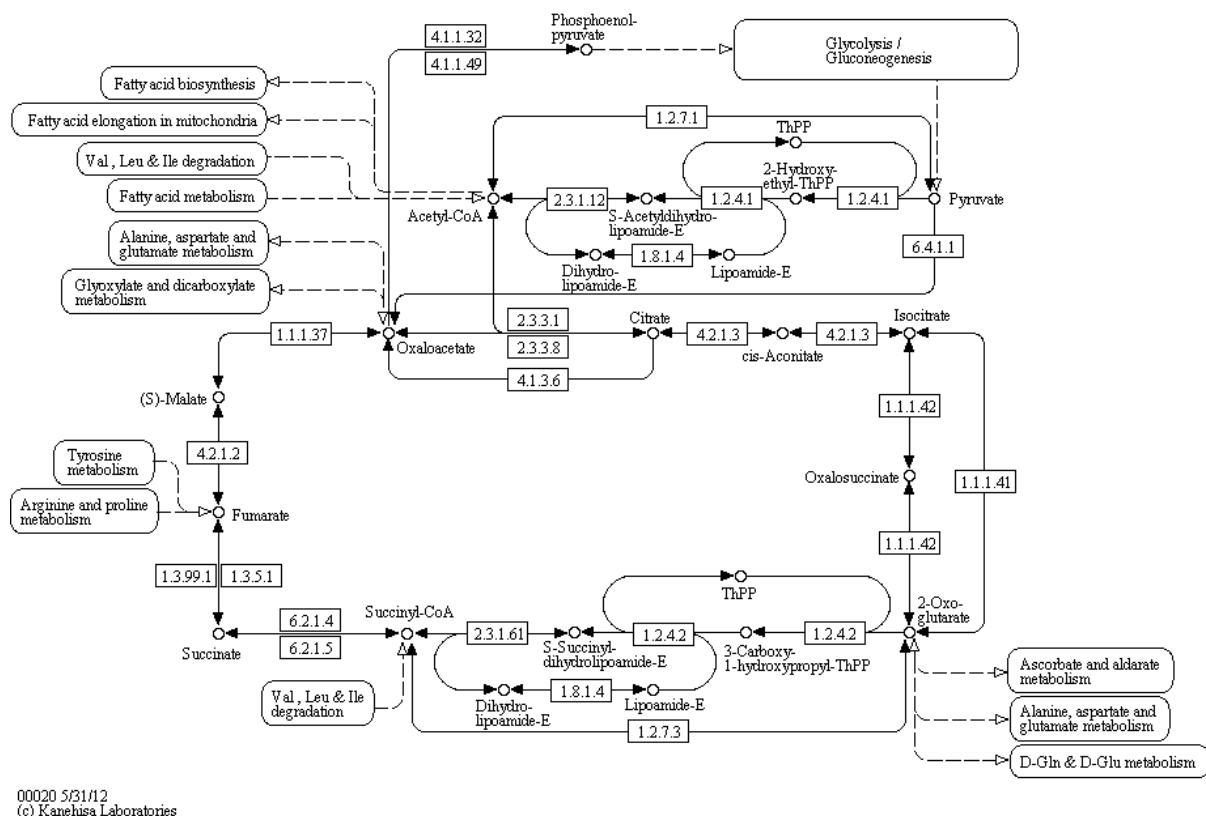 Phosphoenol-
pyruvate
4.1.1.32
4.1.1.49
Glycolysis /
Gluconeogenesis
Fatty acid biosynthesis
Fatty acid elongation in mitochondria
Val , Leu & Ile degradation
Fatty acid metabolism
Alanine, aspartate and
glutamate metabolism
Glyoxylate and dicarboxylate
metabolism
1.2.7.1
ThPP
2-Hydroxy-
ethyl-ThPP
Acetyl-CoA
2.3.1.12
S-Acetyldihydro-
lipoamide-E
1.2.4.1
1.2.4.1
Pyruvate
Dihydro-
lipoamide-E
1.8.1.4
Lipoamide-E
6.4.1.1
1.1.1.37
Oxaloacetate
2.3.3.1
2.3.3.8
4.1.3.6
Citrate
4.2.1.3
cis-Aconitate
4.2.1.3
Isocitrate
(S)-Malate
4.2.1.2
Tyrosine
metabolism
Arginine and proline
metabolism
Fumarate
1.1.1.42
Oxalosuccinate
1.1.1.41
1.1.1.42
1.3.99.1
1.3.5.1
Succinate
6.2.1.4
6.2.1.5
Succinyl-CoA
2.3.1.61
S-Succinyl-
dihydrolipoamide-E
1.2.4.2
ThPP
3-Carboxy-
1-hydroxypropyl-ThPP
1.2.4.2
2-Oxo-
glutarate
Val , Leu & Ile
degradation
Dihydro-
lipoamide-E
1.8.1.4
Lipoamide-E
1.2.7.3
Ascorbate and aldarate
metabolism
Alanine, aspartate and
glutamate metabolism
D-Gln & D-Glu metabolism
00020 5/31/12
(c) Kanehisa Laboratories